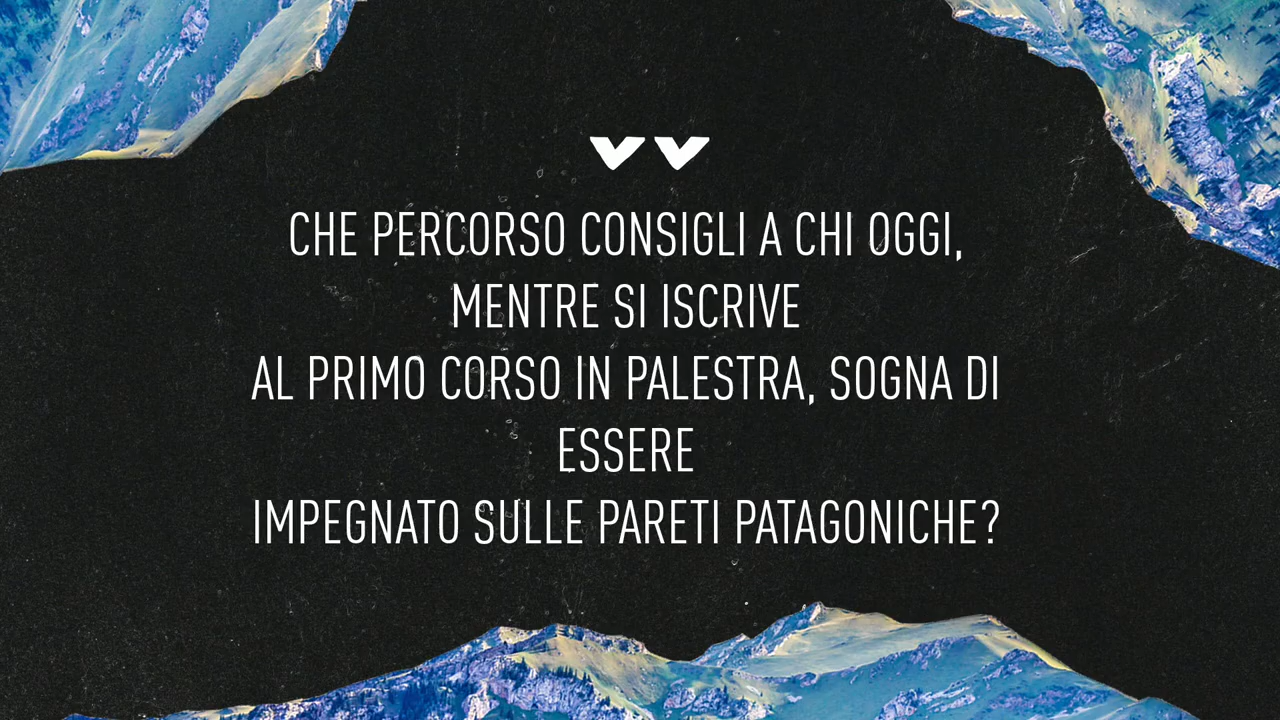 CHE PERCORSO CONSIGLI A CHI OGGI,
MENTRE SI ISCRIVE
AL PRIMO CORSO IN PALESTRA, SOGNA DI
ESSERE
IMPEGNATO SULLE PARETI PATAGONICHE?